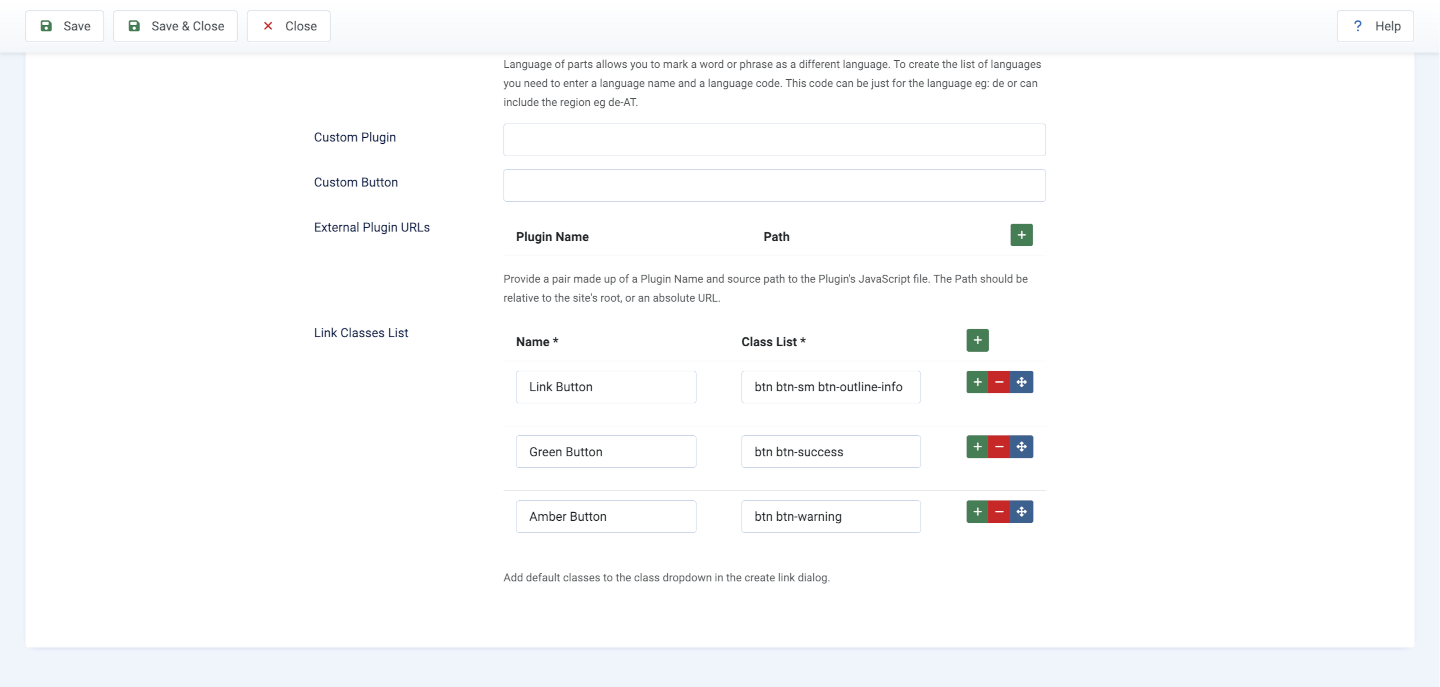 Save
Save & Close
Close
? Help
Language of parts allows you to mark a word or phrase as a different language. To create the list of languages
you need to enter a language name and a language code. This code can be just for the language eg: de or can
include the region eg de-AT.
Custom Plugin
Custom Button
External Plugin URLs
Plugin Name
Path
Provide a pair made up of a Plugin Name and source path to the Plugin's JavaScript file. The Path should be
relative to the site's root, or an absolute URL.
Link Classes List
Name *
Class List *
Link Button
btn btn-sm btn-outline-info
Green Button
btn btn-success
Amber Button
btn btn-warning
Add default classes to the class dropdown in the create link dialog.